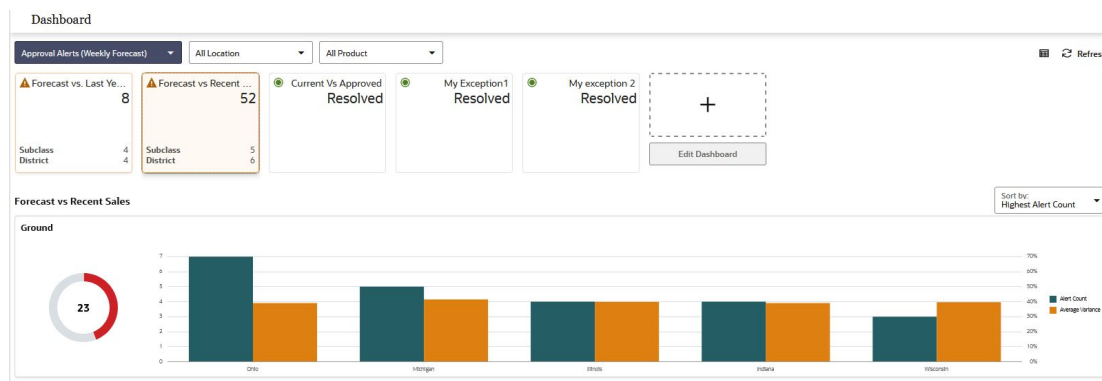 Dashboard
Approval Alerts (Weekly Forecast)
All Location
All Product
Refres
Forecast vs. Last Ye...
8
Subclass 4
District 4
Forecast vs Recent ...
52
Subclass 5
District 6
Current Vs Approved
Resolved
My Exception1
Resolved
My exception 2
Resolved
+
Edit Dashboard
Forecast vs Recent Sales
Sort by:
Highest Alert Count
Ground
23
7
6
5
4
3
2
1
0
70%
60%
50%
40%
30%
20%
10%
0%
Ohio
Michigan
Illinois
Indiana
Wisconsin
Alert Count
Average Variance